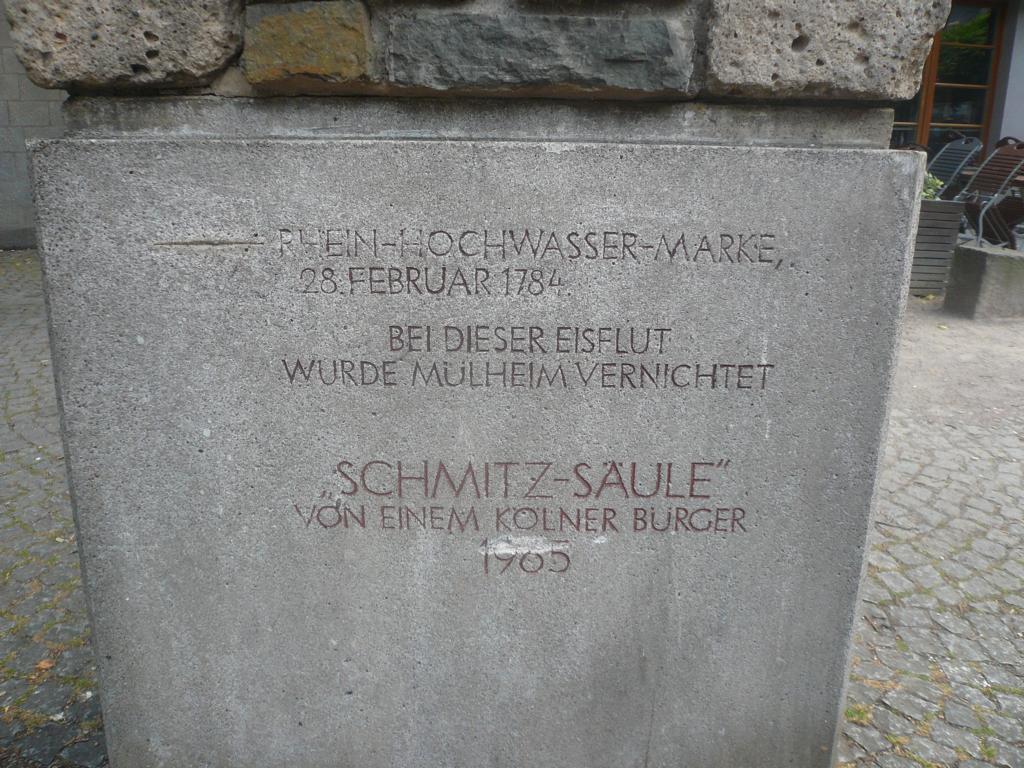 RHEIN-HOCHWASSER-MARKE,
28. FEBRUAR 1784.
BEI DIESER EISFLUT
WURDE MÜLHEIM VERNICHTET
„SCHMITZ-SÄULE“
VON EINEM KÖLNER BÜRGER
1965